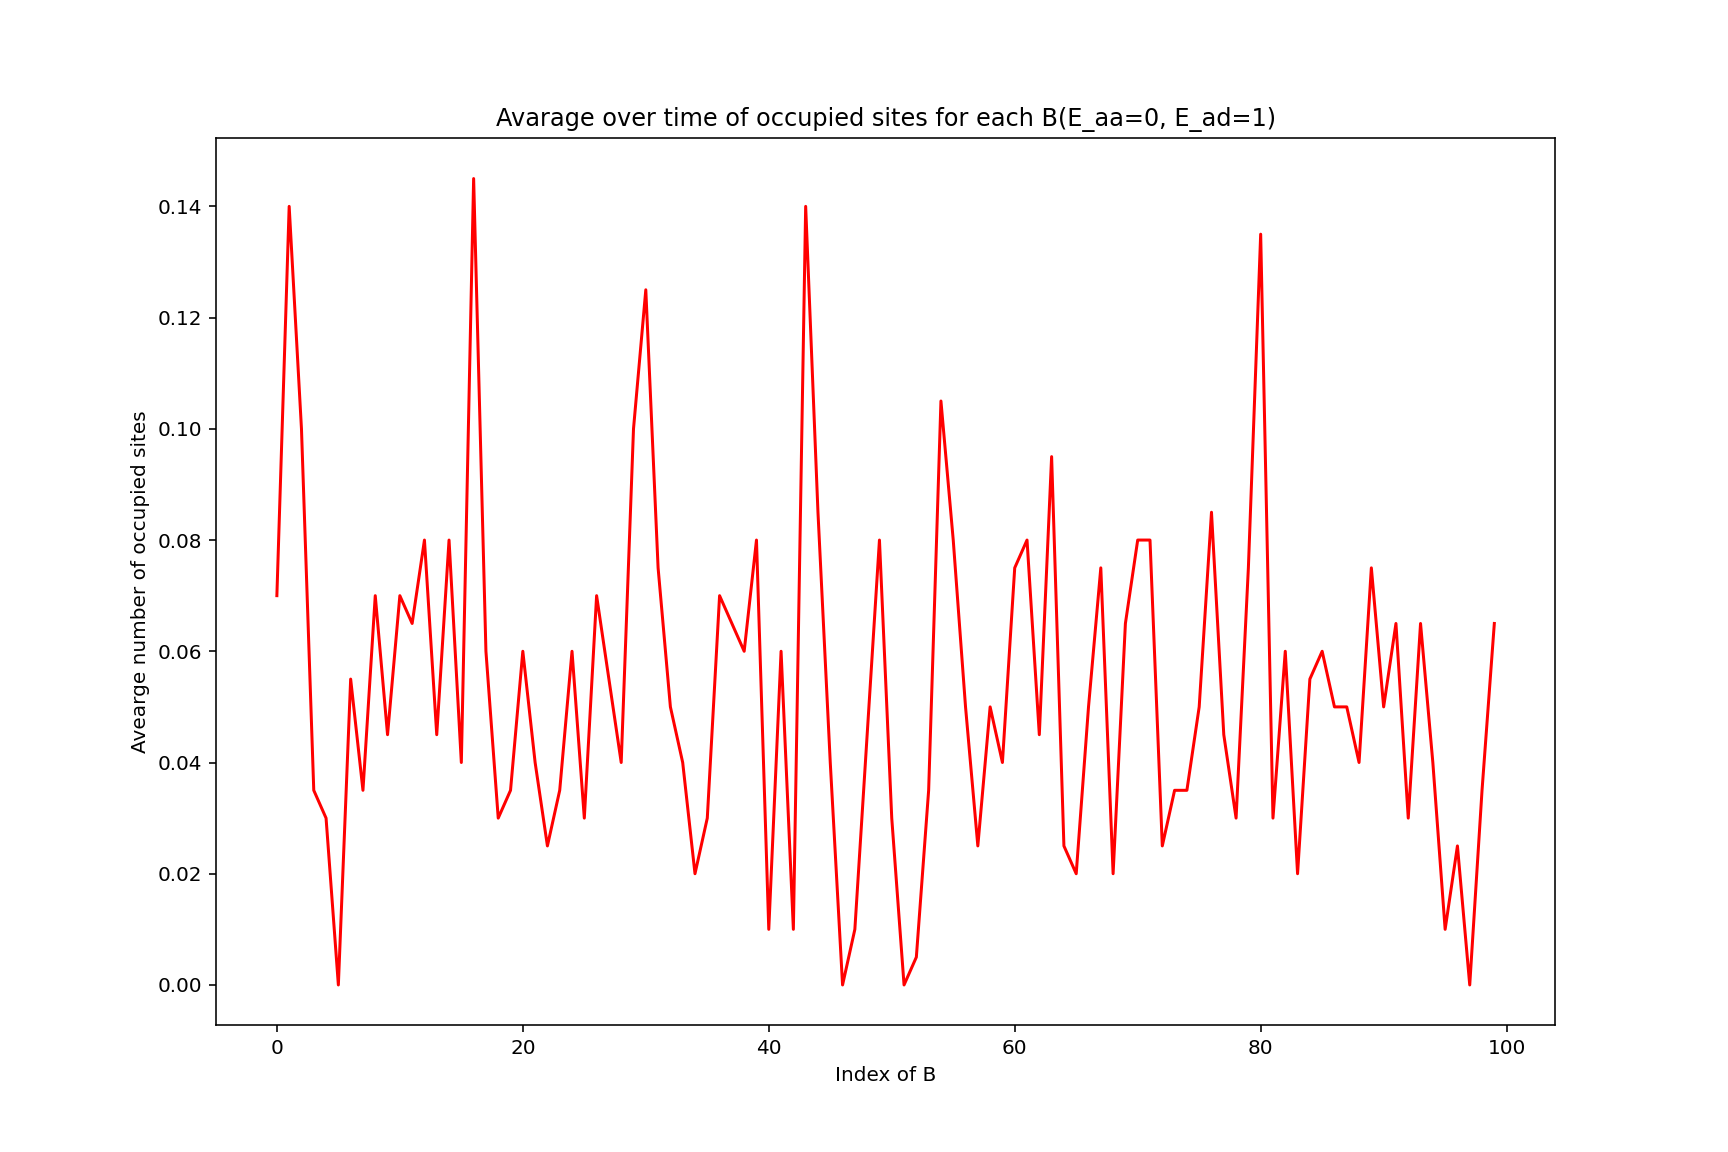 Avarage over time of occupied sites for each B(E_aa=0, E_ad=1)
Avearge number of occupied sites
0.14
0.12
0.10
0.08
0.06
0.04
0.02
0.00
0 20 40 60 80 100
Index of B